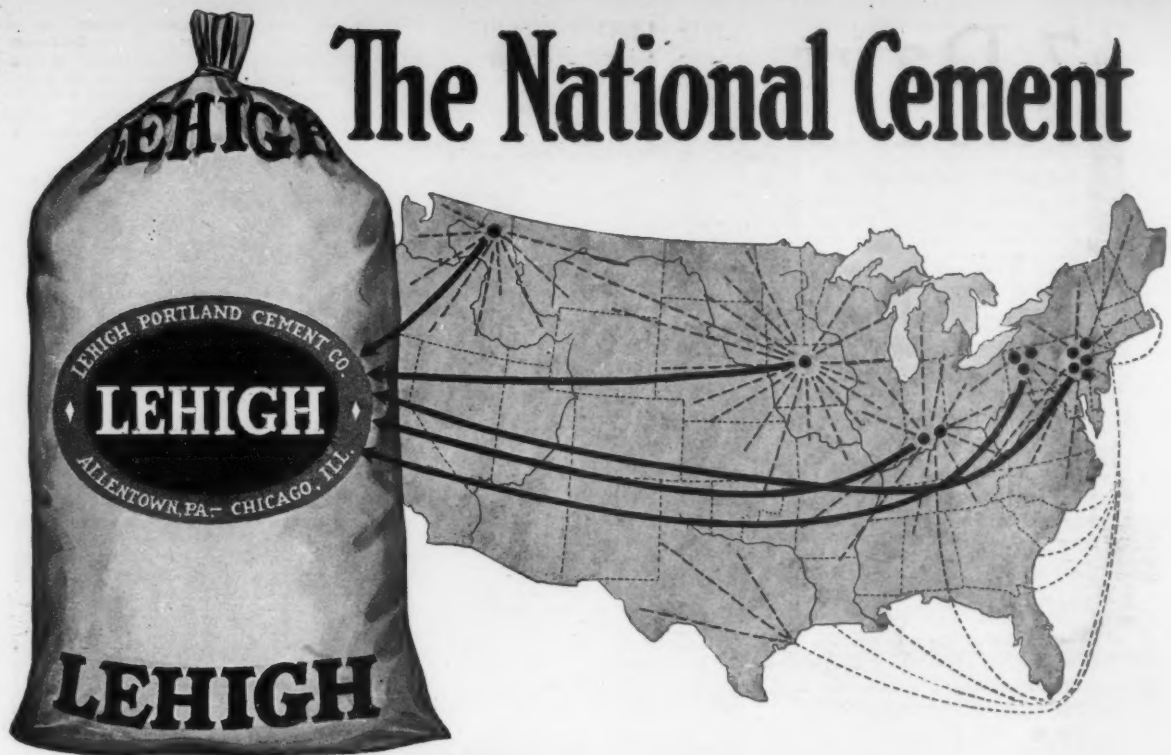 The National Cement
LEHIGH
LEHIGH PORTLAND CEMENT CO.
LEHIGH
ALLENTOWN, PA.- CHICAGO, ILL.
LEHIGH